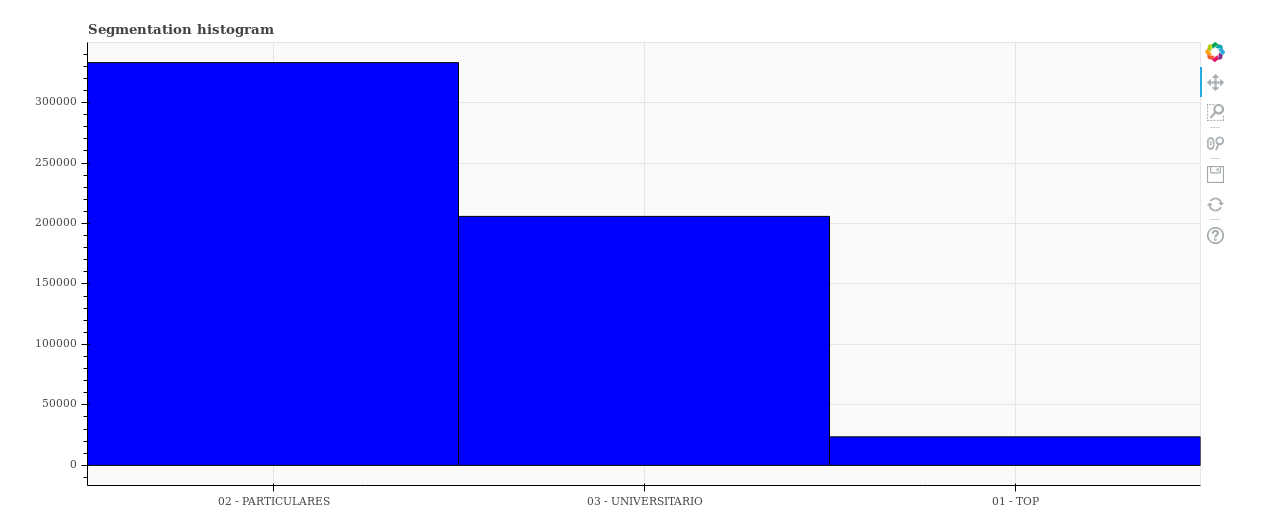 Segmentation histogram
300000
250000
200000
150000
100000
50000
0
02 - PARTICULARES
03 - UNIVERSITARIO
01 - TOP